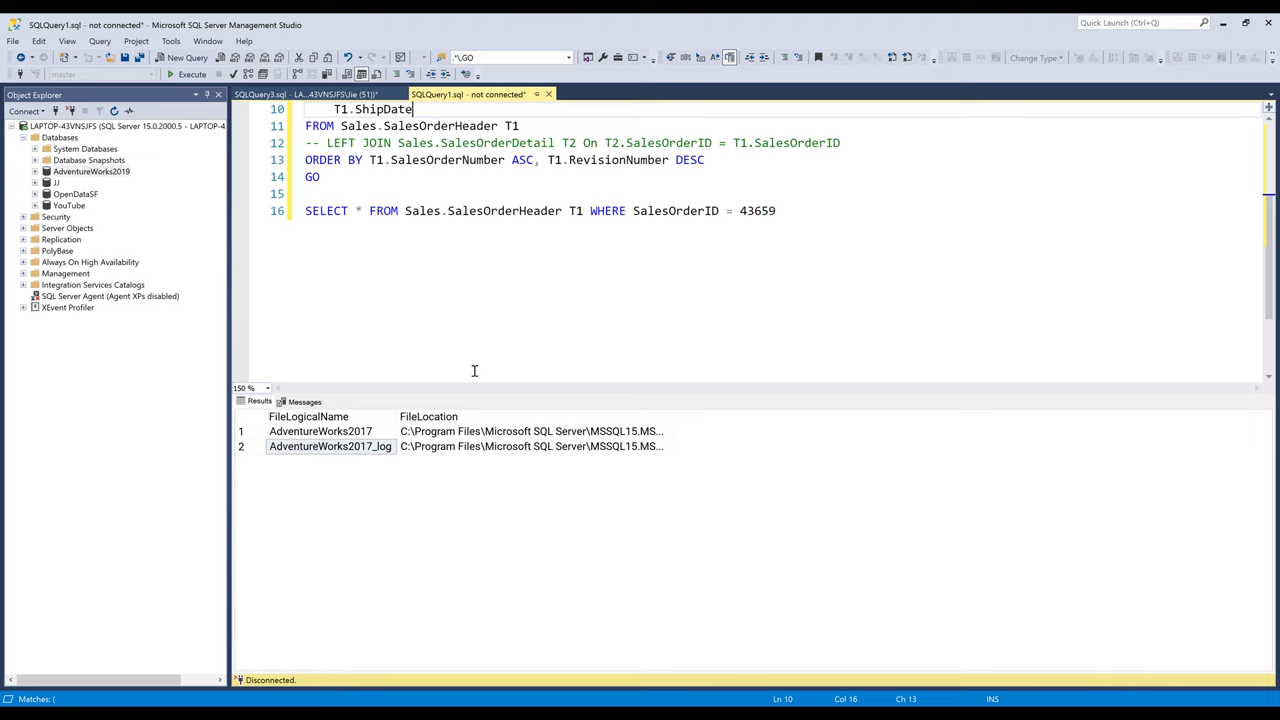 SQLQuery1.sql - not connected* - Microsoft SQL Server Management Studio
Quick Launch (Ctrl+Q)
File Edit View Query Project Tools Window Help
New Query .*\GO Change Type
master Execute
Object Explorer
SQLQuery3.sql - LA...43VNSJFS\Jie (51))* SQLQuery1.sql - not connected*
Connect
LAPTOP-43VNSJFS (SQL Server 15.0.2000.5 - LAPTOP-4
Databases
System Databases
Database Snapshots
AdventureWorks2019
JJ
OpenDataSF
YouTube
Security
Server Objects
Replication
PolyBase
Always On High Availability
Management
Integration Services Catalogs
SQL Server Agent (Agent XPs disabled)
XEvent Profiler
10 T1.ShipDate
11 FROM Sales.SalesOrderHeader T1
12 -- LEFT JOIN Sales.SalesOrderDetail T2 On T2.SalesOrderID = T1.SalesOrderID
13 ORDER BY T1.SalesOrderNumber ASC, T1.RevisionNumber DESC
14 GO
15
16 SELECT * FROM Sales.SalesOrderHeader T1 WHERE SalesOrderID = 43659
150 %
Results Messages
FileLogicalName FileLocation
1 AdventureWorks2017 C:\Program Files\Microsoft SQL Server\MSSQL15.MS...
2 AdventureWorks2017_log C:\Program Files\Microsoft SQL Server\MSSQL15.MS...
Disconnected.
Matches: ( Ln 10 Col 16 Ch 13 INS